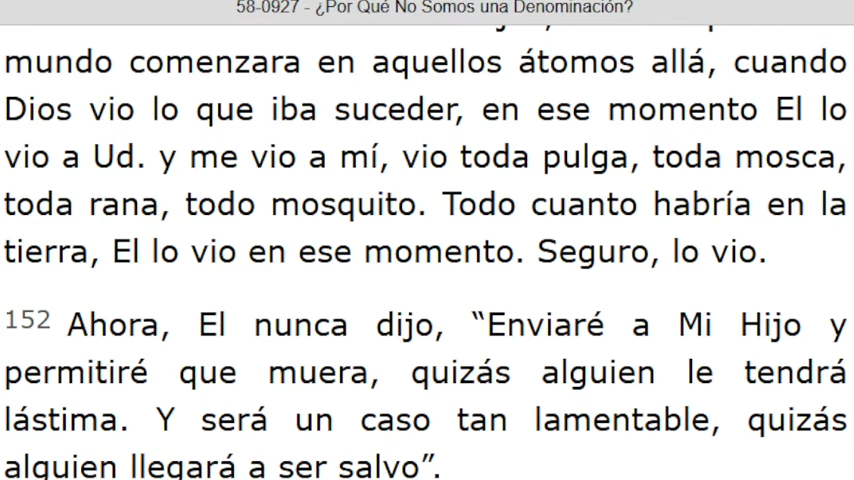 58-0927 - ¿Por Qué No Somos una Denominación?
mundo comenzara en aquellos átomos allá, cuando
Dios vio lo que iba suceder, en ese momento El lo
vio a Ud. y me vio a mí, vio toda pulga, toda mosca,
toda rana, todo mosquito. Todo cuanto habría en la
tierra, El lo vio en ese momento. Seguro, lo vio.
152 Ahora, El nunca dijo, “Enviaré a Mi Hijo y
permitiré que muera, quizás alguien le tendrá
lástima. Y será un caso tan lamentable, quizás
alguien llegará a ser salvo”.